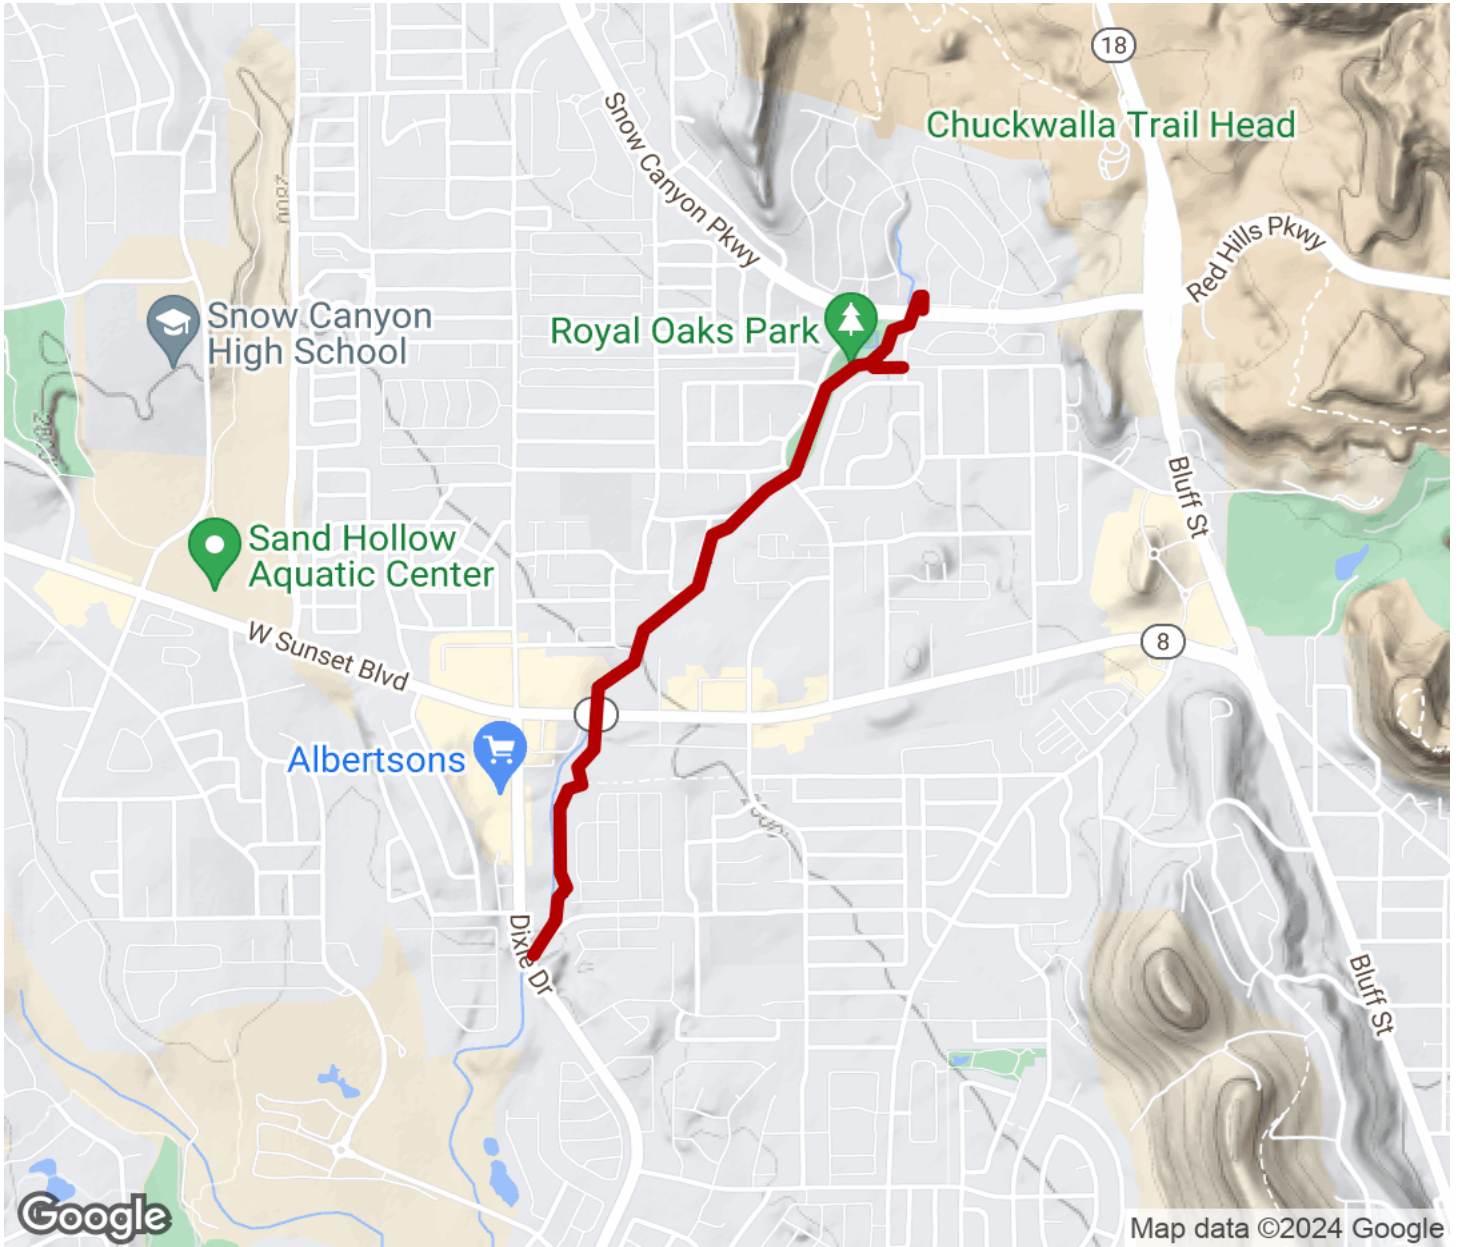 18
Chuckwalla Trail Head
Snow Canyon Pkwy
Red Hills Pkwy
Snow Canyon
High School
Royal Oaks Park
Bluff St
Sand Hollow
Aquatic Center
W Sunset Blvd
8
Albertsons
Dixie Dr
Bluff St
Google
Map data ©2024 Google